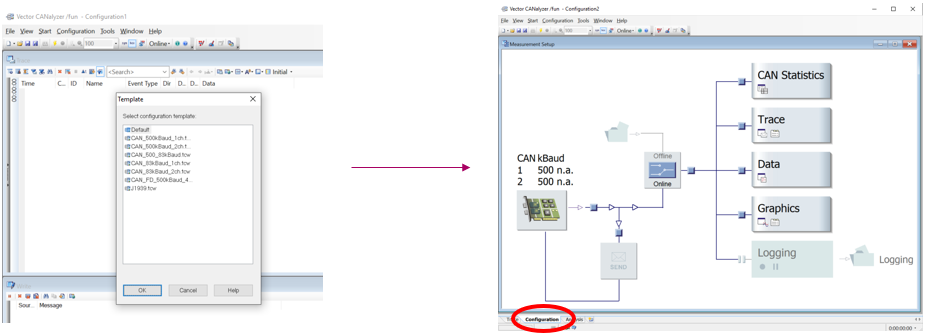 Vector CANalyzer /fun - Configuration1
File View Start Configuration Tools Window Help
100 Online
Trace
<Search> Initial
Time C... ID Name Event Type Dir D... D... Data
Template
Select configuration template:
Default
CAN_500kBaud_1ch.t...
CAN_500kBaud_2ch.t...
CAN_500_83kBaud.tcw
CAN_83kBaud_1ch.tcw
CAN_83kBaud_2ch.tcw
CAN_FD_500kBaud_4...
J1939.tcw
OK Cancel Help
Write
Sour... Message
Vector CANalyzer /fun - Configuration2
File View Start Configuration Tools Window Help
100 Online
Measurement Setup
CAN Statistics
Trace
Data
Graphics
Logging
Logging
Offline
Online
CAN kBaud
1 500 n.a.
2 500 n.a.
SEND
Configuration Analysis
0:00:00:00